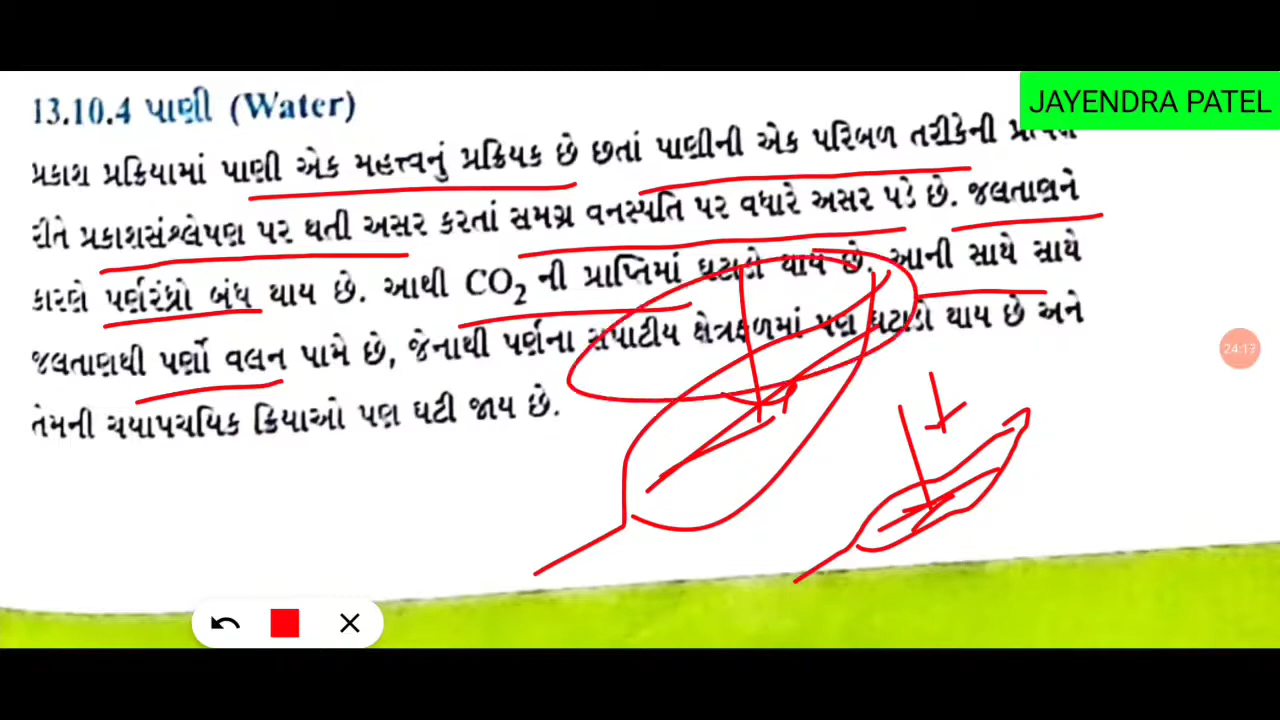 13.10.4 પાણી (Water)
JAYENDRA PATEL
પ્રકાશ પ્રક્રિયામાં પાણી એક મહત્ત્વનું પ્રક્રિયક છે છતાં પાણીની એક પરિબળ તરીકેની
રીતે પ્રકાશસંશ્લેષણ પર થતી અસર કરતાં સમગ્ર વનસ્પતિ પર વધારે અસર પડે છે. જલતાણને
કારણે પર્ણરંધ્રો બંધ થાય છે. આથી CO₂ ની પ્રાપ્તિમાં ઘટાડો થાય છે. આની સાથે સાથે
જલતાણથી પર્ણો વલન પામે છે, જેનાથી પર્ણના સપાટીય ક્ષેત્રફળમાં પણ ઘટાડો થાય છે અને
તેમની ચયાપચયિક ક્રિયાઓ પણ ઘટી જાય છે.
24:17